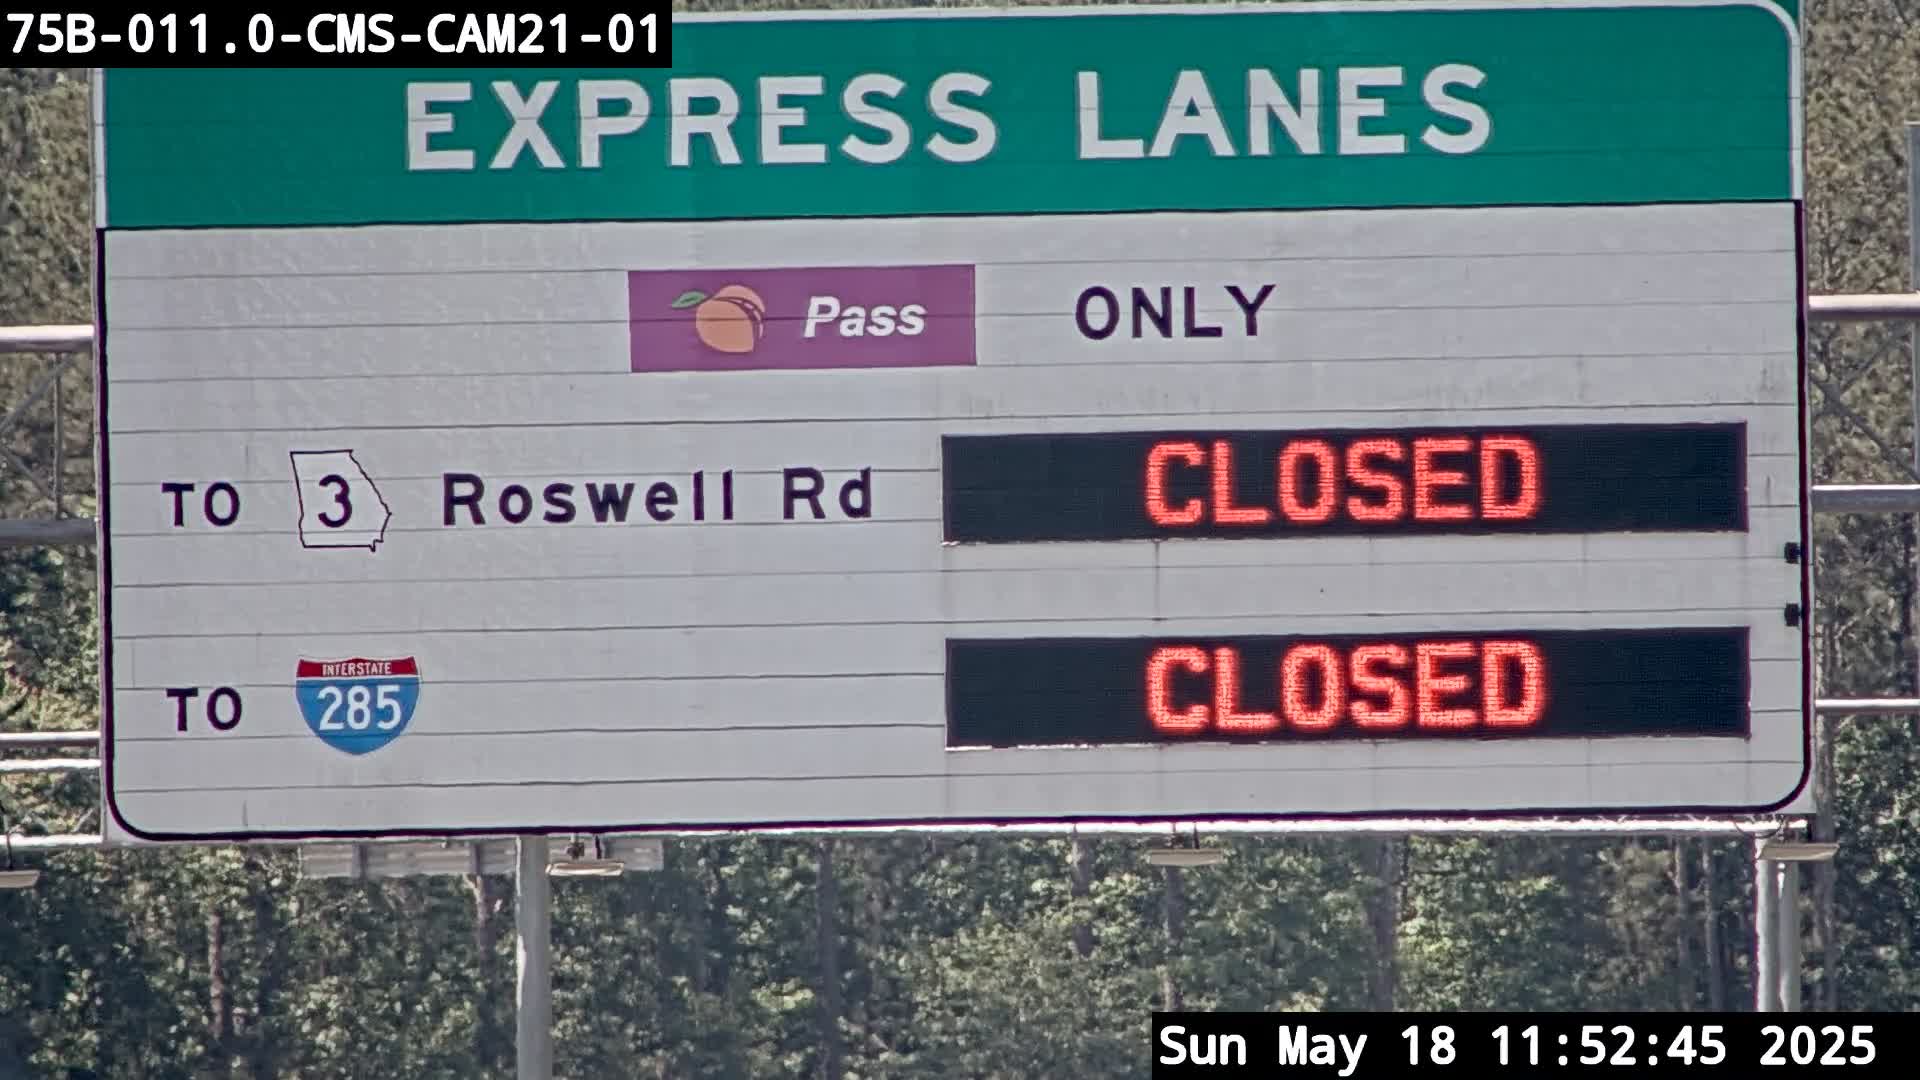 75B-011.0-CMS-CAM21-01
EXPRESS LANES
Pass ONLY
TO 3 Roswell Rd CLOSED
INTERSTATE
TO 285 CLOSED
Sun May 18 11:52:45 2025